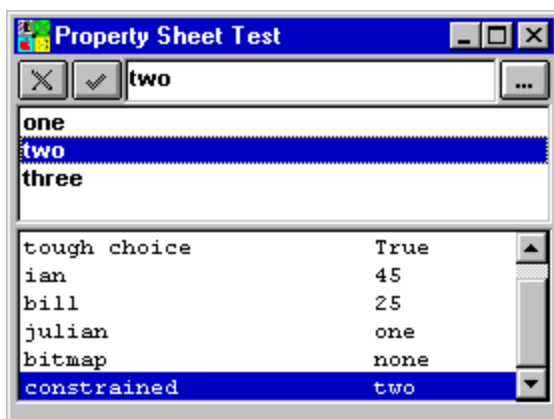 Property Sheet Test
two
...
one
two
three
tough choice True
ian 45
bill 25
julian one
bitmap none
constrained two